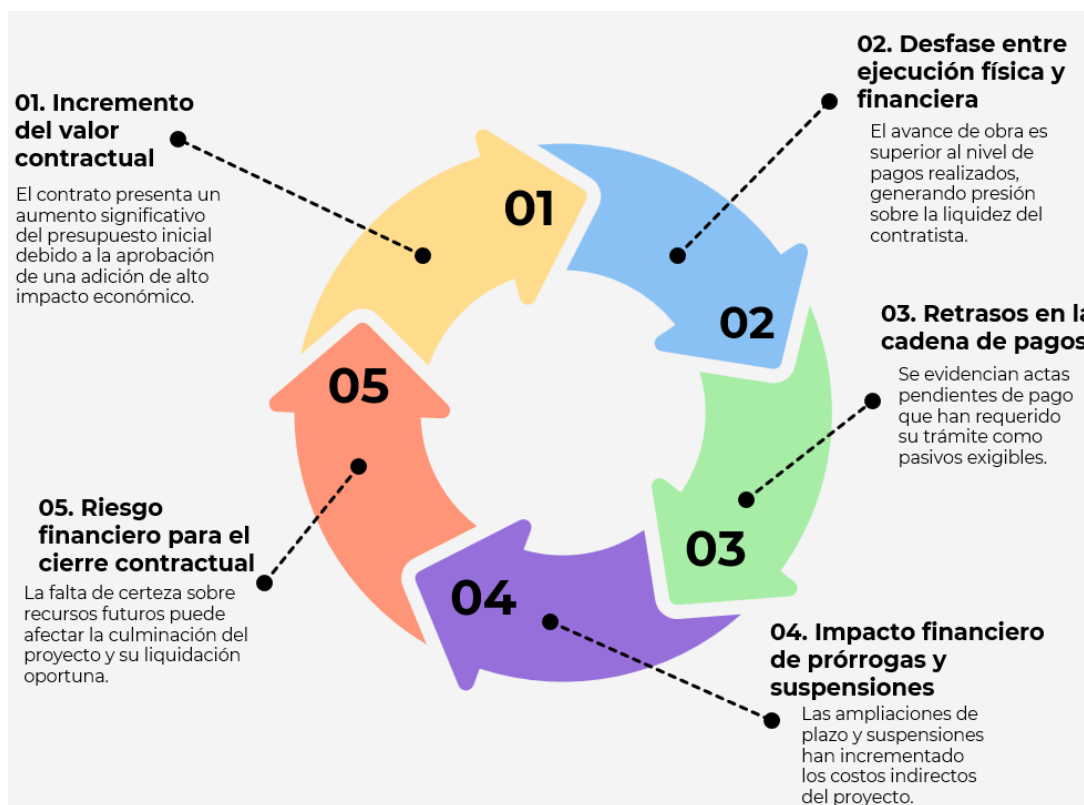 01. Incremento
del valor
contractual
El contrato presenta un
aumento significativo
del presupuesto inicial
debido a la aprobación
de una adición de alto
impacto económico.
02. Desfase entre
ejecución física y
financiera
El avance de obra es
superior al nivel de
pagos realizados,
generando presión
sobre la liquidez del
contratista.
03. Retrasos en la
cadena de pagos
Se evidencian actas
pendientes de pago
que han requerido
su trámite como
pasivos exigibles.
04. Impacto financiero
de prórrogas y
suspensiones
Las ampliaciones de
plazo y suspensiones
han incrementado
los costos indirectos
del proyecto.
05. Riesgo
financiero para el
cierre contractual
La falta de certeza sobre
recursos futuros puede
afectar la culminación del
proyecto y su liquidación
oportuna.
01
02
03
04
05